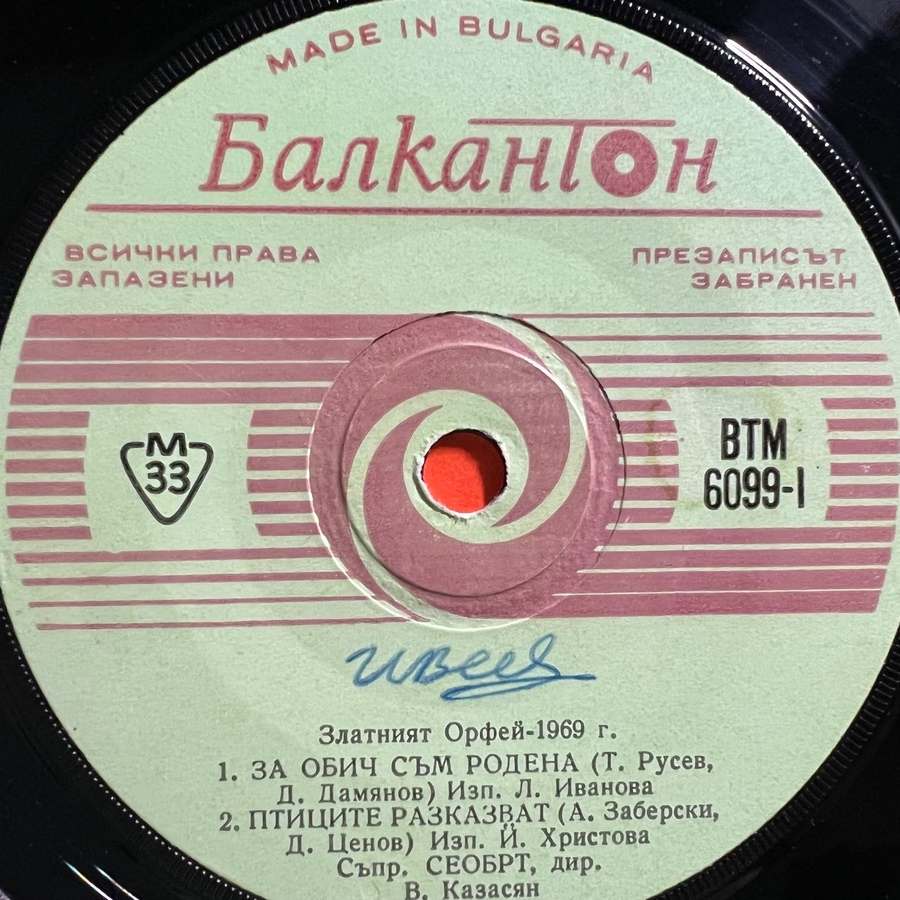 MADE IN BULGARIA
Балкантон
ВСИЧКИ ПРАВА
ЗАПАЗЕНИ
ПРЕЗАПИСЪТ
ЗАБРАНЕН
М
33
ВТМ
6099-I
Златният Орфей-1969 г.
1. ЗА ОБИЧ СЪМ РОДЕНА (Т. Русев,
Д. Дамянов) Изп. Л. Иванова
2. ПТИЦИТЕ РАЗКАЗВАТ (А. Заберски,
Д. Ценов) Изп. Й. Христова
Съпр. СЕОБРТ, дир.
В. Казасян